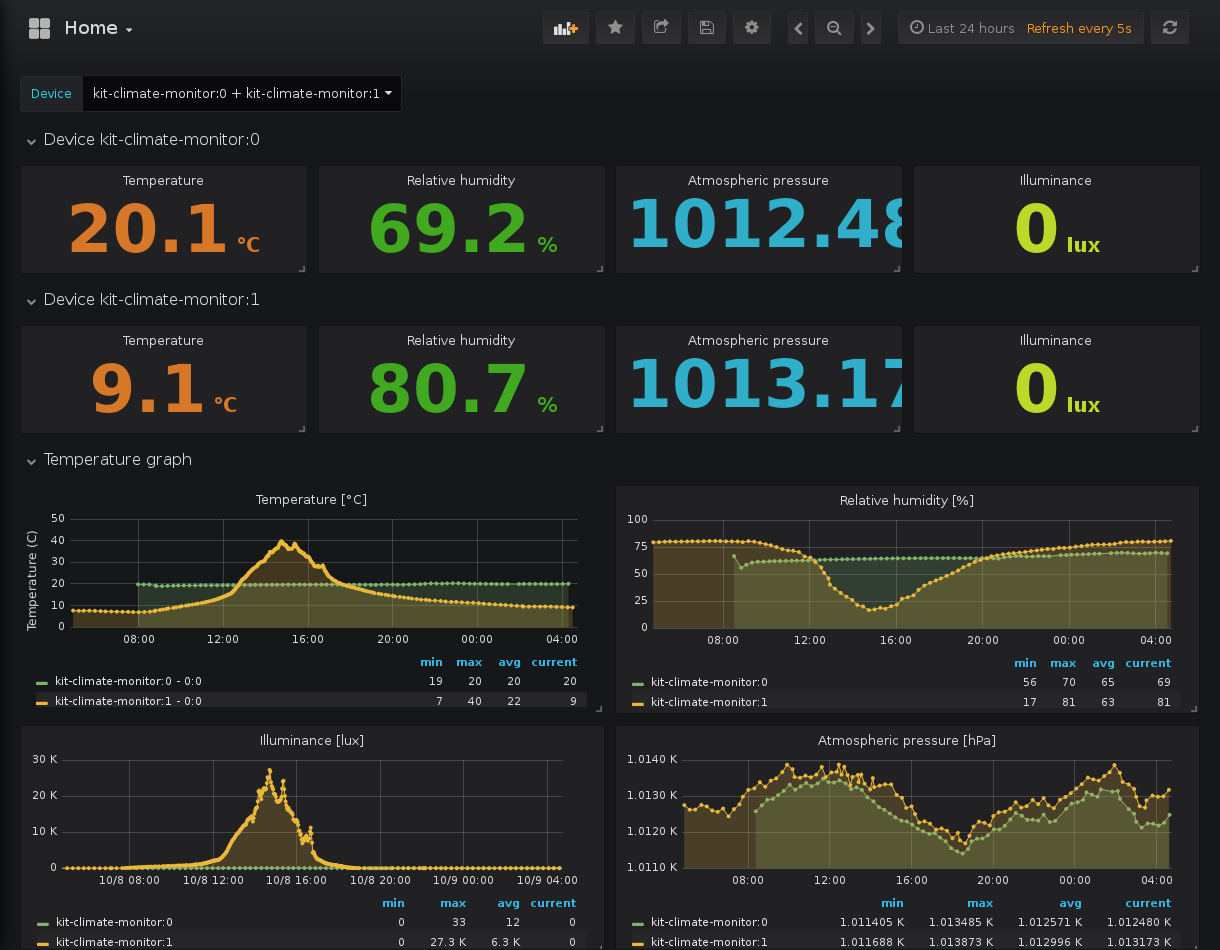 Home
Last 24 hours Refresh every 5s
Device kit-climate-monitor:0 + kit-climate-monitor:1
Device kit-climate-monitor:0
Temperature Relative humidity Atmospheric pressure Illuminance
20.1 °C 69.2 % 1012.48 0 lux
Device kit-climate-monitor:1
Temperature Relative humidity Atmospheric pressure Illuminance
9.1 °C 80.7 % 1013.17 0 lux
Temperature graph
Temperature [°C]
Temperature (C)
50
40
30
20
10
0
08:00 12:00 16:00 20:00 00:00 04:00
min max avg current
kit-climate-monitor:0 - 0:0 19 20 20 20
kit-climate-monitor:1 - 0:0 7 40 22 9
Relative humidity [%]
100
75
50
25
0
08:00 12:00 16:00 20:00 00:00 04:00
min max avg current
kit-climate-monitor:0 56 70 65 69
kit-climate-monitor:1 17 81 63 81
Illuminance [lux]
30 K
20 K
10 K
0
10/8 08:00 10/8 12:00 10/8 16:00 10/8 20:00 10/9 00:00 10/9 04:00
min max avg current
kit-climate-monitor:0 0 33 12 0
kit-climate-monitor:1 0 27.3 K 6.3 K 0
Atmospheric pressure [hPa]
1.0140 K
1.0130 K
1.0120 K
1.0110 K
08:00 12:00 16:00 20:00 00:00 04:00
min max avg current
kit-climate-monitor:0 1.011405 K 1.013485 K 1.012571 K 1.012480 K
kit-climate-monitor:1 1.011688 K 1.013873 K 1.012996 K 1.013173 K